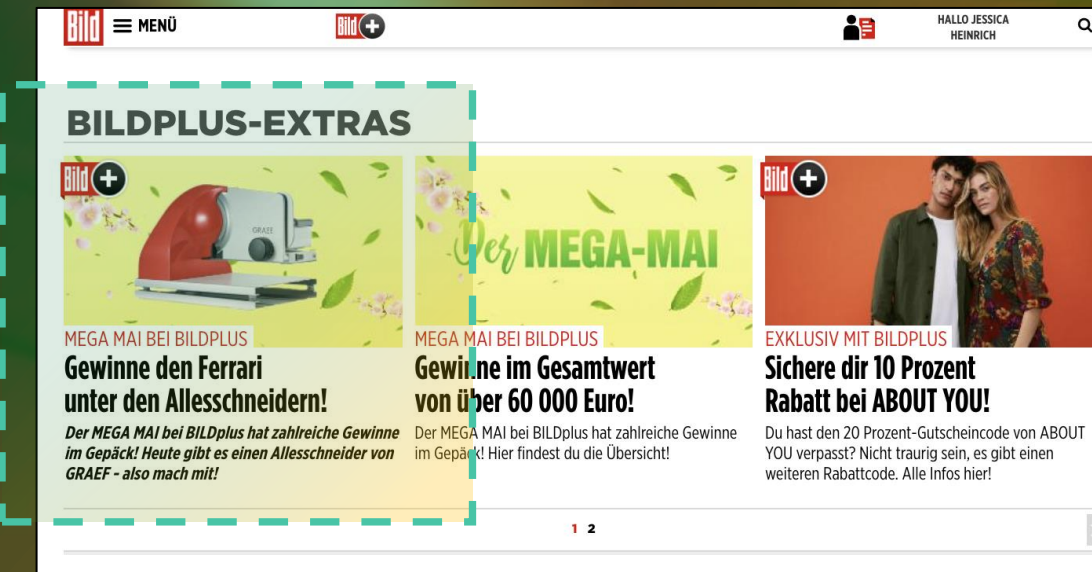 Bild
MENÜ
Bild +
HALLO JESSICA
HEINRICH
BILDPLUS-EXTRAS
Bild +
GRAEF
MEGA MAI BEI BILDPLUS
Gewinne den Ferrari
unter den Allesschneidern!
Der MEGA MAI bei BILDplus hat zahlreiche Gewinne
im Gepäck! Heute gibt es einen Allesschneider von
GRAEF - also mach mit!
Der MEGA-MAI
MEGA MAI BEI BILDPLUS
Gewinne im Gesamtwert
von über 60 000 Euro!
Der MEGA MAI bei BILDplus hat zahlreiche Gewinne
im Gepäck! Hier findest du die Übersicht!
Bild +
EXKLUSIV MIT BILDPLUS
Sichere dir 10 Prozent
Rabatt bei ABOUT YOU!
Du hast den 20 Prozent-Gutscheincode von ABOUT
YOU verpasst? Nicht traurig sein, es gibt einen
weiteren Rabattcode. Alle Infos hier!
1 2